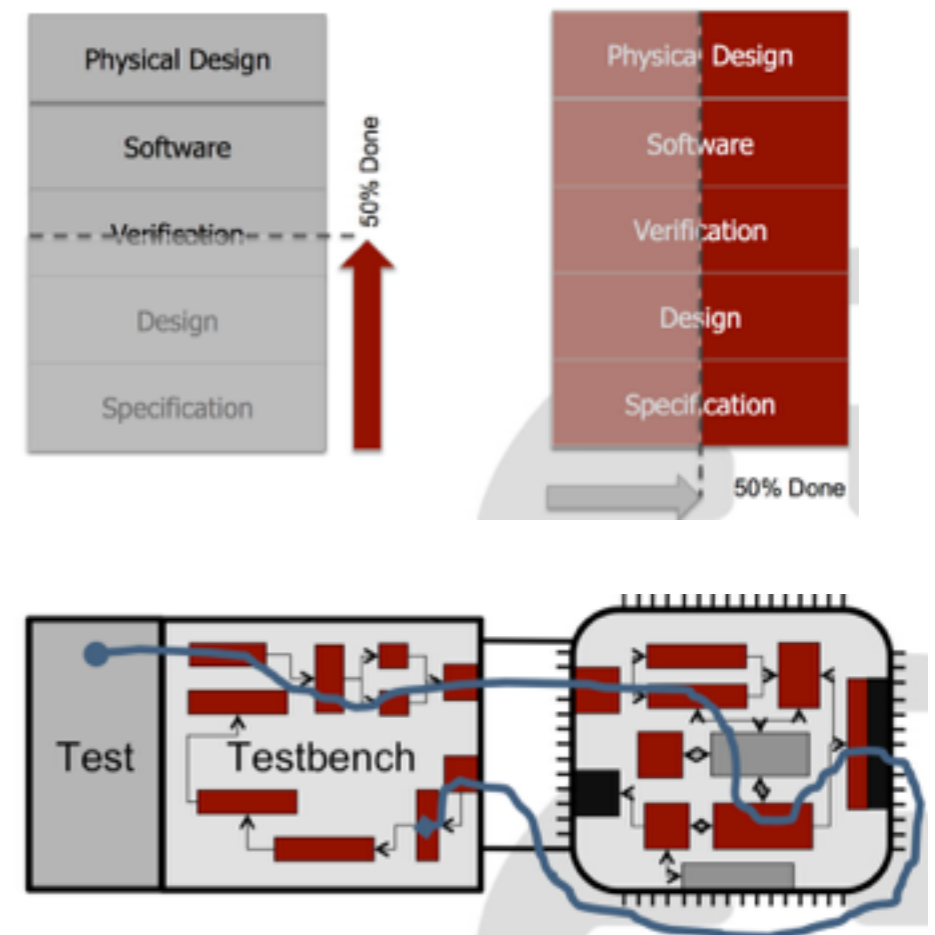 Physical Design
Software
Verification
Design
Specification
50% Done
Physical Design
Software
Verification
Design
Specification
50% Done
Test
Testbench